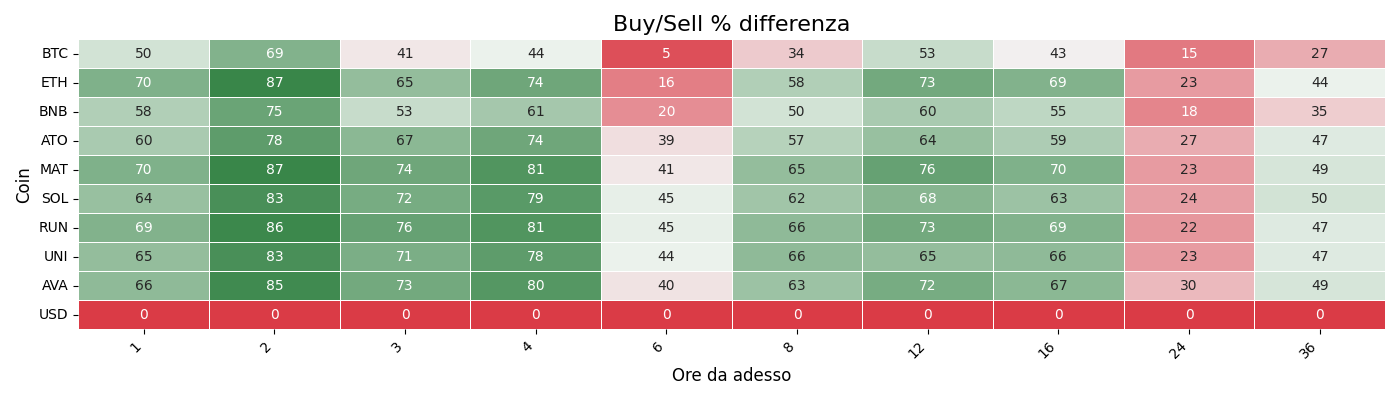 Buy/Sell % differenza
Coin
BTC 50 69 41 44 5 34 53 43 15 27
ETH 70 87 65 74 16 58 73 69 23 44
BNB 58 75 53 61 20 50 60 55 18 35
ATO 60 78 67 74 39 57 64 59 27 47
MAT 70 87 74 81 41 65 76 70 23 49
SOL 64 83 72 79 45 62 68 63 24 50
RUN 69 86 76 81 45 66 73 69 22 47
UNI 65 83 71 78 44 66 65 66 23 47
AVA 66 85 73 80 40 63 72 67 30 49
USD 0 0 0 0 0 0 0 0 0 0
1 2 3 4 6 8 12 16 24 36
Ore da adesso